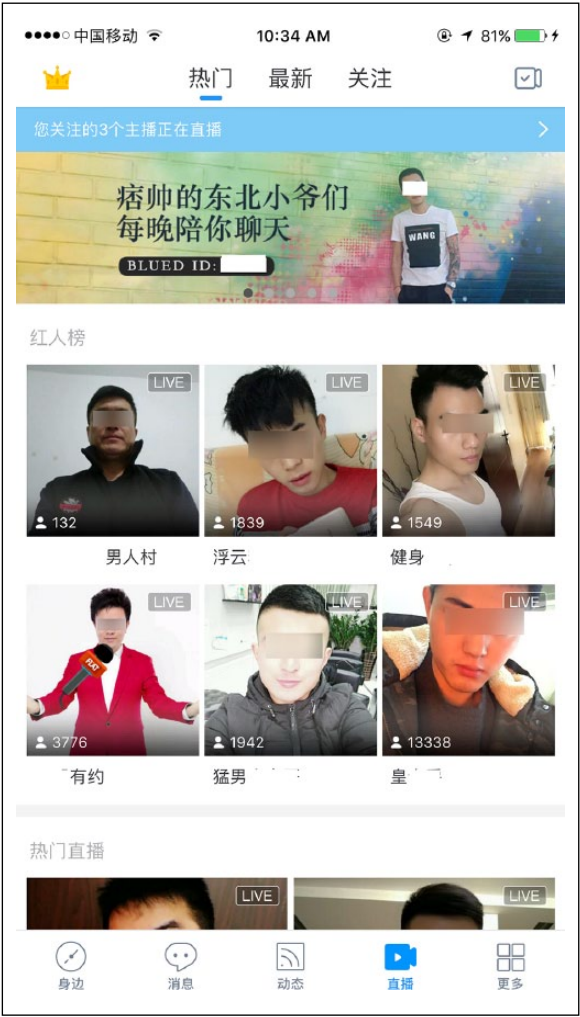 中国移动
10:34 AM
81%
热门
最新
关注
您关注的3个主播正在直播
痞帅的东北小爷们
每晚陪你聊天
BLUED ID:
WANG
红人榜
LIVE
LIVE
LIVE
132
1839
1549
男人村
浮云
健身
LIVE
LIVE
LIVE
3776
1942
13338
有约
猛男
皇
热门直播
LIVE
LIVE
身边
消息
动态
直播
更多